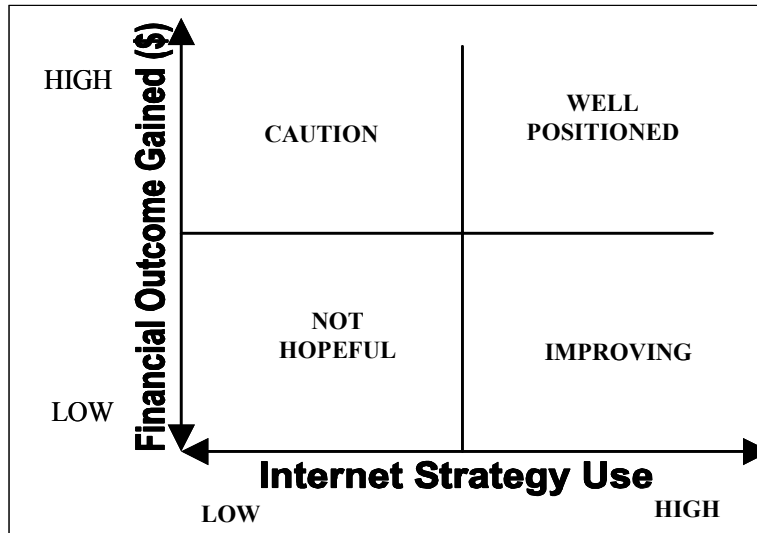 Financial Outcome Gained ($)
HIGH
CAUTION
WELL
POSITIONED
NOT
HOPEFUL
IMPROVING
LOW
Internet Strategy Use
LOW
HIGH